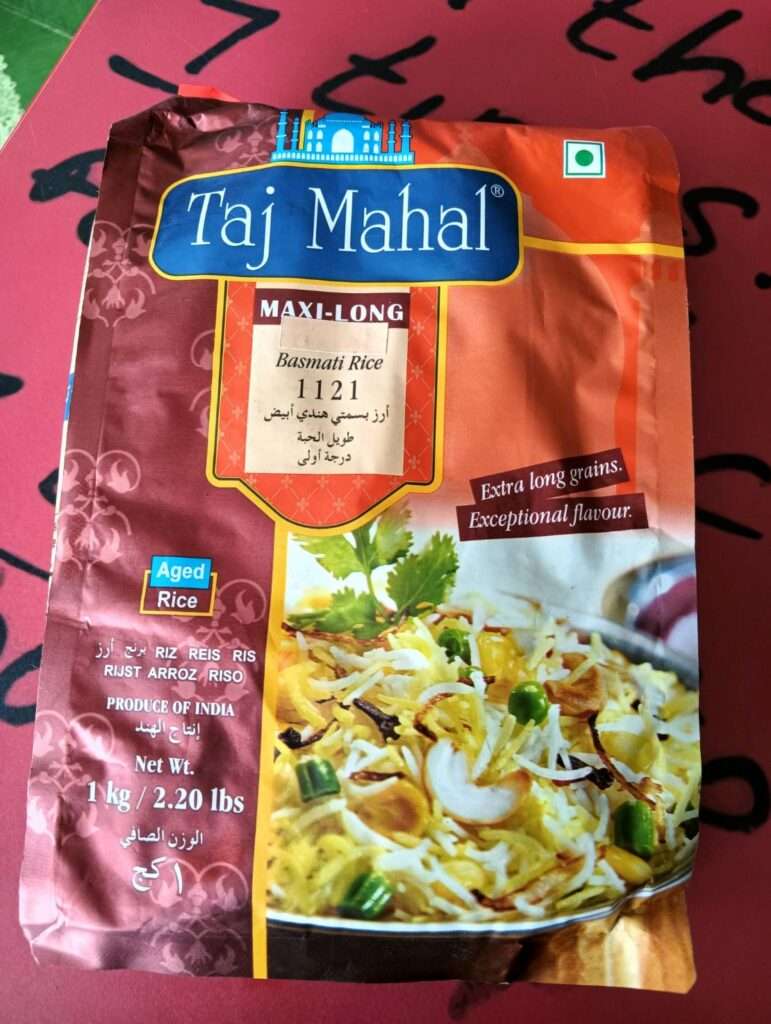 the
Taj Mahal®
MAXI-LONG
Basmati Rice
1121
أرز بسمتي هندي أبيض
طويل الحبة
درجة أولى
Extra long grains.
Exceptional flavour.
Aged
Rice
برنج أرز RIZ REIS RIS
RIJST ARROZ RISO
PRODUCE OF INDIA
إنتاج الهند
Net Wt.
1 kg / 2.20 lbs
الوزن الصافي
١ كج